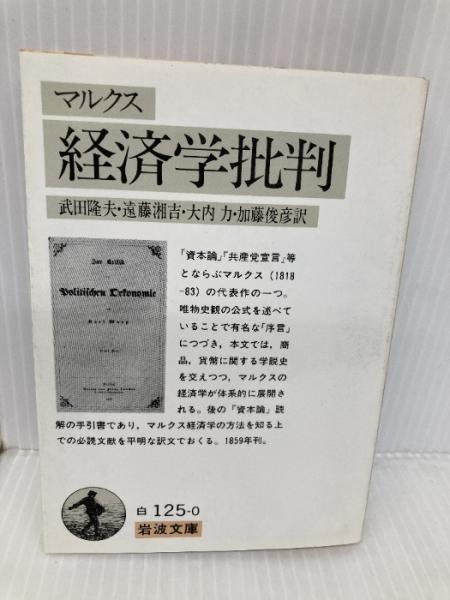 マルクス
経済学批判
武田隆夫・遠藤湘吉・大内 力・加藤俊彦訳
『資本論』『共産党宣言』等
とならぶマルクス (1818
-83) の代表作の一つ。
唯物史観の公式を述べて
いることで有名な「序言」
につづき，本文では，商
品，貨幣に関する学説史
を交えつつ，マルクスの
経済学が体系的に展開さ
れる。後の『資本論』読
解の手引書であり，マルクス経済学の方法を知る上
での必読文献を平明な訳文でおくる。1859年刊。
Zur Kritik
Politischen Oekonomie
Karl Marx
白 125-0
岩波文庫